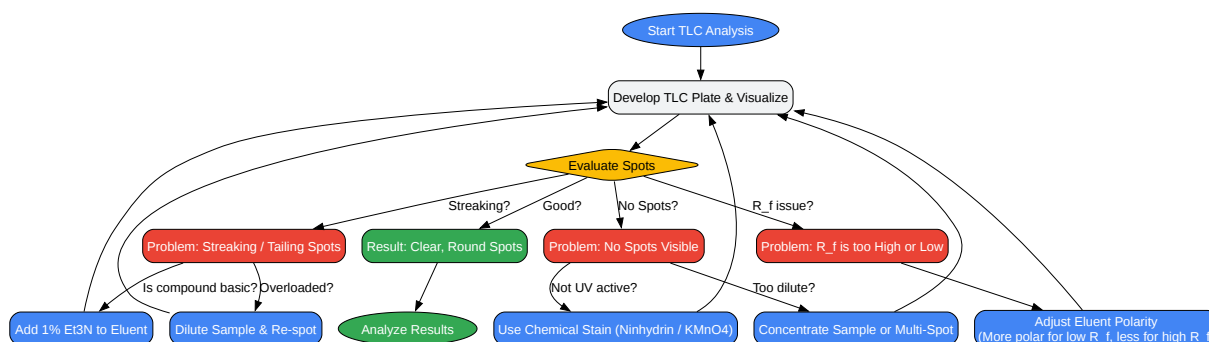 Start TLC Analysis
Develop TLC Plate & Visualize
Evaluate Spots
Streaking?
Good?
No Spots?
R_f issue?
Problem: Streaking / Tailing Spots
Result: Clear, Round Spots
Problem: No Spots Visible
Problem: R_f is too High or Low
Is compound basic?
Overloaded?
Not UV active?
Too dilute?
Add 1% Et3N to Eluent
Dilute Sample & Re-spot
Analyze Results
Use Chemical Stain (Ninhydrin / KMnO4)
Concentrate Sample or Multi-Spot
Adjust Eluent Polarity
(More polar for low R_f, less for high R_f